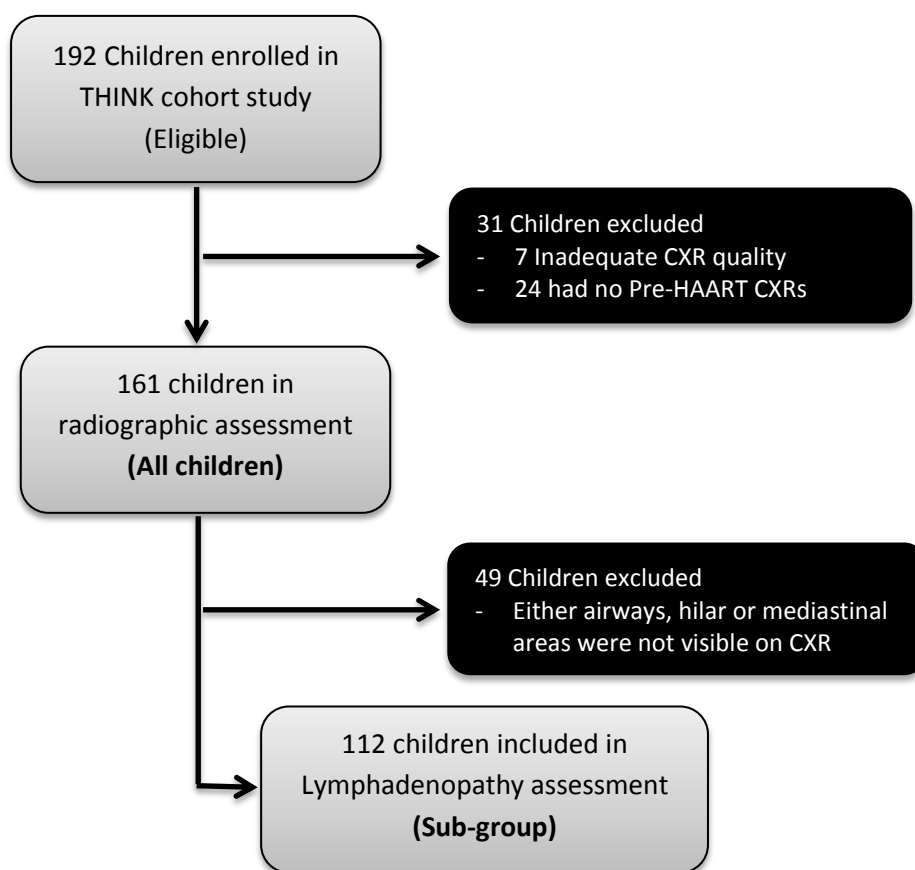 192 Children enrolled in
THINK cohort study
(Eligible)
31 Children excluded
- 7 Inadequate CXR quality
- 24 had no Pre-HAART CXRs
161 children in
radiographic assessment
(All children)
49 Children excluded
- Either airways, hilar or mediastinal
areas were not visible on CXR
112 children included in
Lymphadenopathy assessment
(Sub-group)